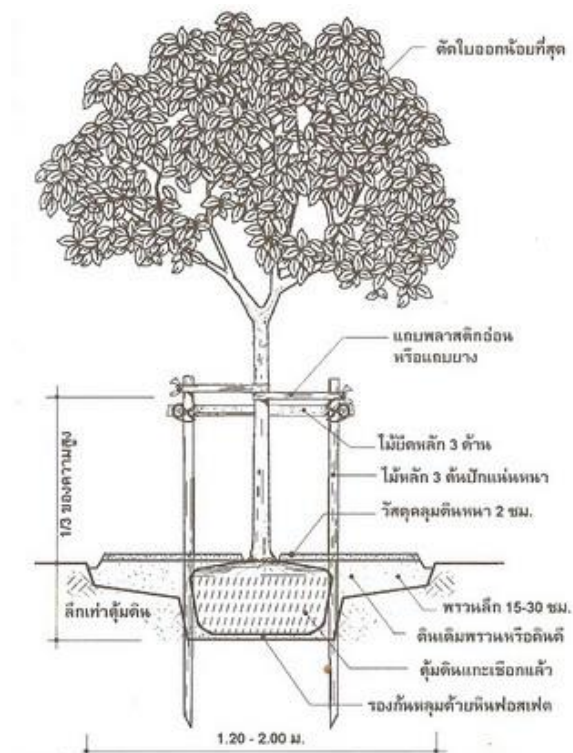 ตัดใบออกน้อยที่สุด
แถบพลาสติกอ่อน
หรือแถบยาง
ไม้ยึดหลัก 3 ด้าน
ไม้หลัก 3 ต้นปักแน่นหนา
วัสดุคลุมดินหนา 2 ซม.
1/3 ของความสูง
ลึกเท่าตุ้มดิน
พรวนลึก 15-30 ซม.
ดินเดิมพรวนหรือดินดี
ตุ้มดินแกะเชือกแล้ว
รองก้นหลุมด้วยหินฟอสเฟต
1.20 - 2.00 ม.